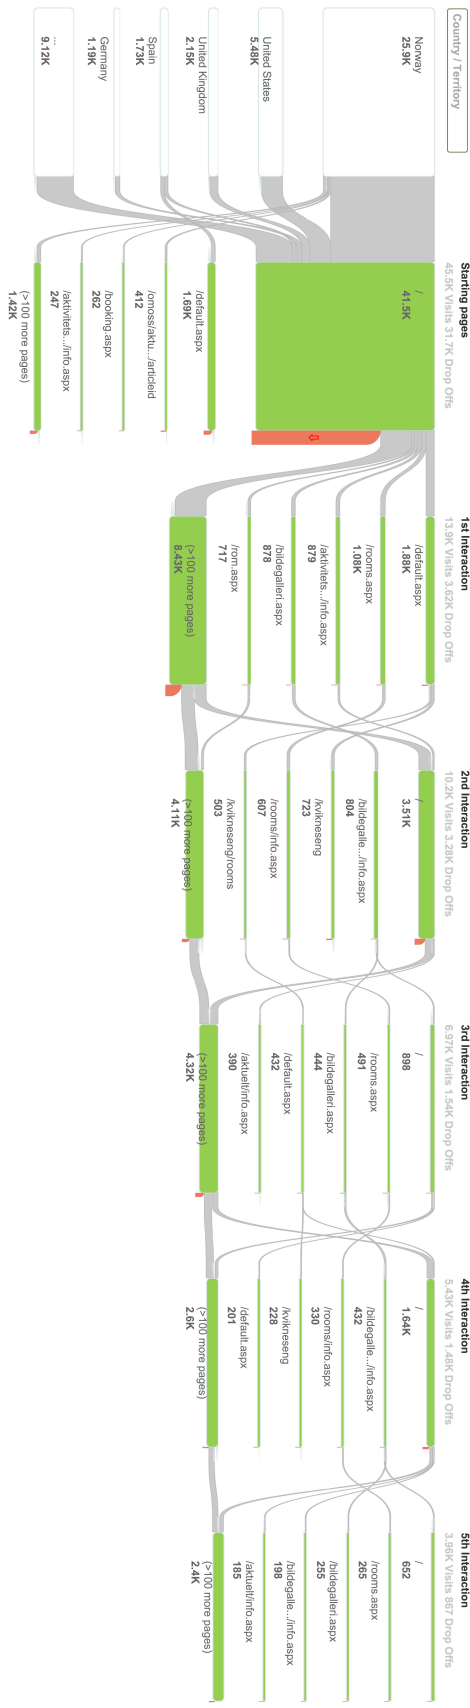 Country / Territory
Norway
25.9K
United States
5.48K
United Kingdom
2.15K
Spain
1.73K
Germany
1.19K
...
9.12K
Starting pages
45.5K Visits 31.7K Drop Offs
/
41.5K
/default.aspx
1.69K
/omoss/aktu.../articleid
412
/booking.aspx
262
/aktivitets.../info.aspx
247
(>100 more pages)
1.42K
1st Interaction
13.9K Visits 3.62K Drop Offs
/default.aspx
1.88K
/rooms.aspx
1.08K
/aktivitets.../info.aspx
879
/bildegalleri.aspx
878
/rom.aspx
717
(>100 more pages)
8.43K
2nd Interaction
10.2K Visits 3.28K Drop Offs
/
3.51K
/bildegalle.../info.aspx
804
/kvikneseng
723
/rooms/info.aspx
607
/kvikneseng/rooms
503
(>100 more pages)
4.11K
3rd Interaction
6.97K Visits 1.54K Drop Offs
/
898
/rooms.aspx
491
/bildegalleri.aspx
444
/default.aspx
432
/aktuelt/info.aspx
390
(>100 more pages)
4.32K
4th Interaction
5.43K Visits 1.48K Drop Offs
/
1.64K
/bildegalle.../info.aspx
432
/rooms/info.aspx
330
/kvikneseng
228
/default.aspx
201
(>100 more pages)
2.6K
5th Interaction
3.96K Visits 867 Drop Offs
/
652
/rooms.aspx
265
/bildegalleri.aspx
255
/bildegalle.../info.aspx
198
/aktuelt/info.aspx
185
(>100 more pages)
2.4K